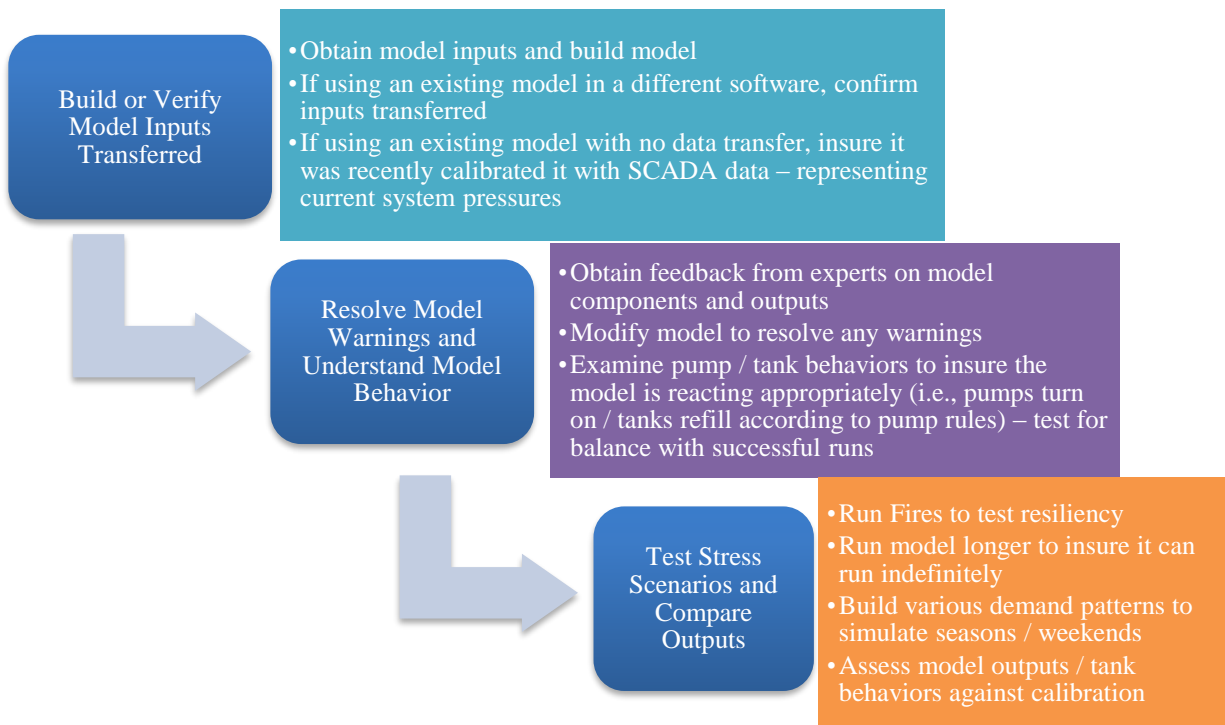 Build or Verify
Model Inputs
Transferred
•Obtain model inputs and build model
•If using an existing model in a different software, confirm
inputs transferred
•If using an existing model with no data transfer, insure it
was recently calibrated it with SCADA data – representing
current system pressures
Resolve Model
Warnings and
Understand Model
Behavior
•Obtain feedback from experts on model
components and outputs
•Modify model to resolve any warnings
•Examine pump / tank behaviors to insure the
model is reacting appropriately (i.e., pumps turn
on / tanks refill according to pump rules) – test for
balance with successful runs
Test Stress
Scenarios and
Compare
Outputs
•Run Fires to test resiliency
•Run model longer to insure it can
run indefinitely
•Build various demand patterns to
simulate seasons / weekends
•Assess model outputs / tank
behaviors against calibration